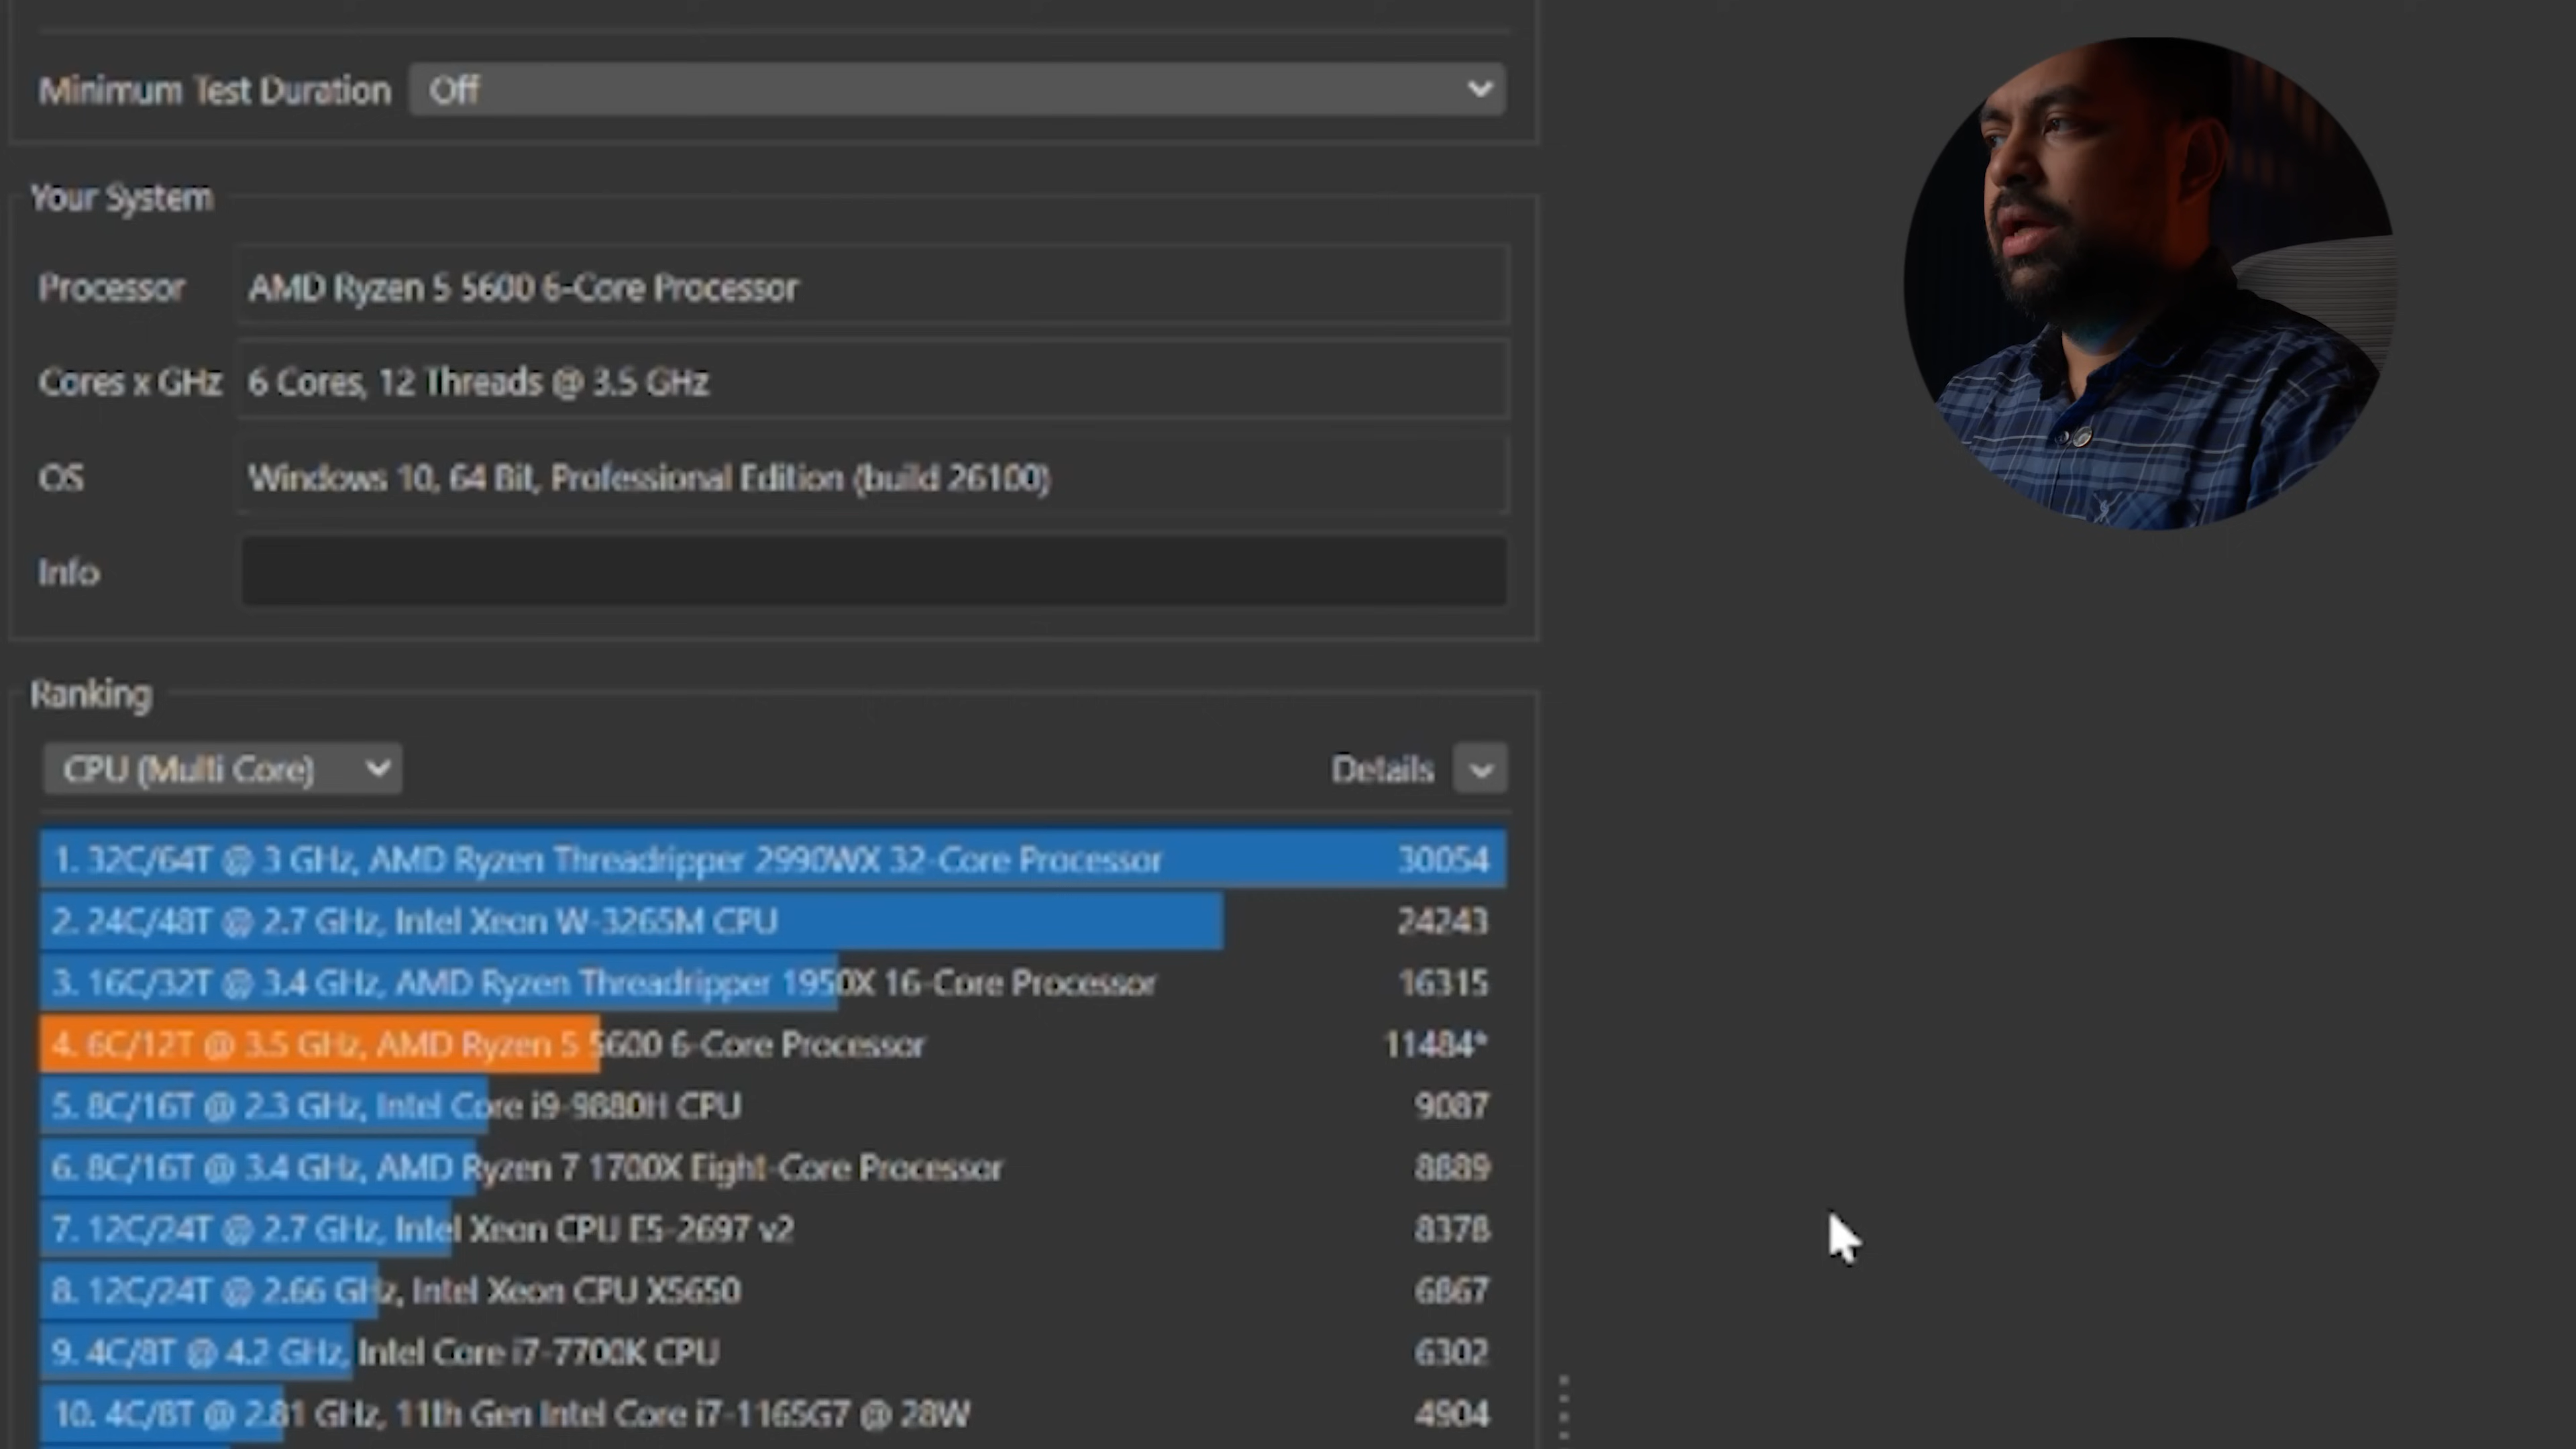 Minimum Test Duration Off
Your System
Processor AMD Ryzen 5 5600 6-Core Processor
Cores x GHz 6 Cores, 12 Threads @ 3.5 GHz
OS Windows 10, 64 Bit, Professional Edition (build 26100)
Info
Ranking
CPU (Multi Core) Details
1. 32C/64T @ 3 GHz, AMD Ryzen Threadripper 2990WX 32-Core Processor 30054
2. 24C/48T @ 2.7 GHz, Intel Xeon W-3265M CPU 24243
3. 16C/32T @ 3.4 GHz, AMD Ryzen Threadripper 1950X 16-Core Processor 16315
4. 6C/12T @ 3.5 GHz, AMD Ryzen 5 5600 6-Core Processor 11484*
5. 8C/16T @ 2.3 GHz, Intel Core i9-9880H CPU 9087
6. 8C/16T @ 3.4 GHz, AMD Ryzen 7 1700X Eight-Core Processor 8889
7. 12C/24T @ 2.7 GHz, Intel Xeon CPU E5-2697 v2 8378
8. 12C/24T @ 2.66 GHz, Intel Xeon CPU X5650 6867
9. 4C/8T @ 4.2 GHz, Intel Core i7-7700K CPU 6302
10. 4C/8T @ 2.81 GHz, 11th Gen Intel Core i7-1165G7 @ 28W 4904